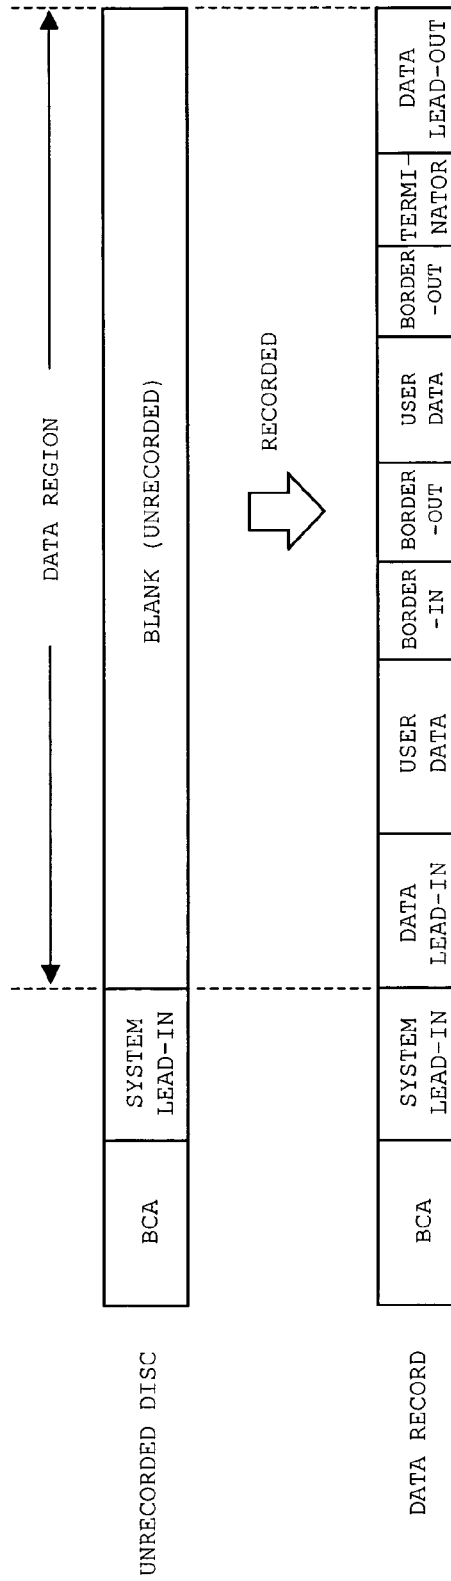 DATA REGION
UNRECORDED DISC
BCA
SYSTEM
LEAD-IN
BLANK (UNRECORDED)
RECORDED
DATA RECORD
BCA
SYSTEM
LEAD-IN
DATA
LEAD-IN
USER
DATA
BORDER
-IN
BORDER
-OUT
USER
DATA
BORDER
-OUT
TERMI-
NATOR
DATA
LEAD-OUT